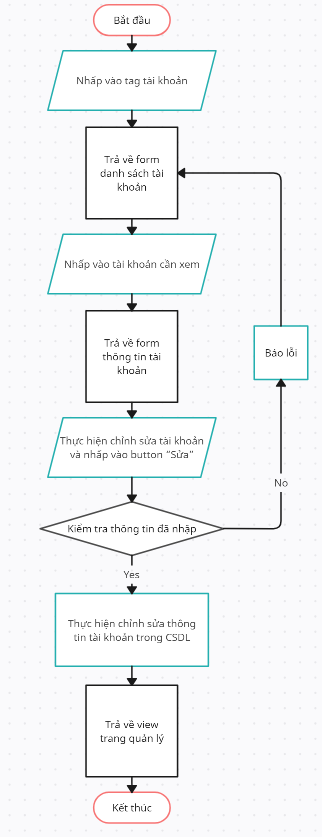 Bắt đầu
Nhấp vào tag tài khoản
Trả về form
danh sách tài
khoản
Nhấp vào tài khoản cần xem
Trả về form
thông tin tài
khoản
Báo lỗi
Thực hiện chỉnh sửa tài khoản
và nhấp vào button “Sửa”
No
Kiểm tra thông tin đã nhập
Yes
Thực hiện chỉnh sửa thông
tin tài khoản trong CSDL
Trả về view
trang quản lý
Kết thúc